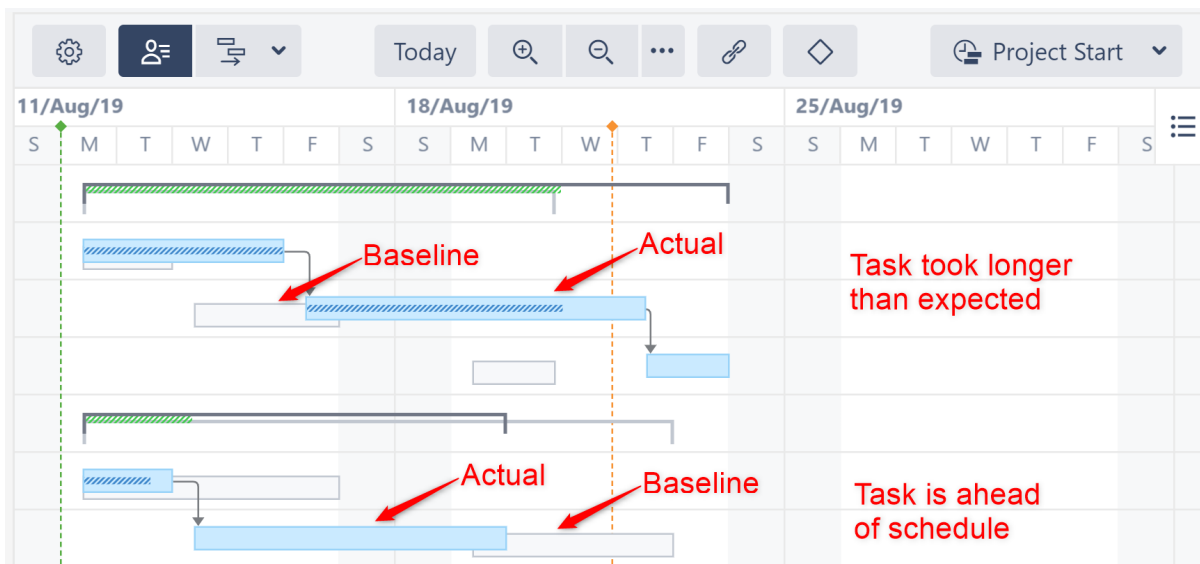 Today ••• Project Start
11/Aug/19 18/Aug/19 25/Aug/19
S M T W T F S S M T W T F S S M T W T F S
Baseline
Actual
Task took longer
than expected
Actual
Baseline
Task is ahead
of schedule